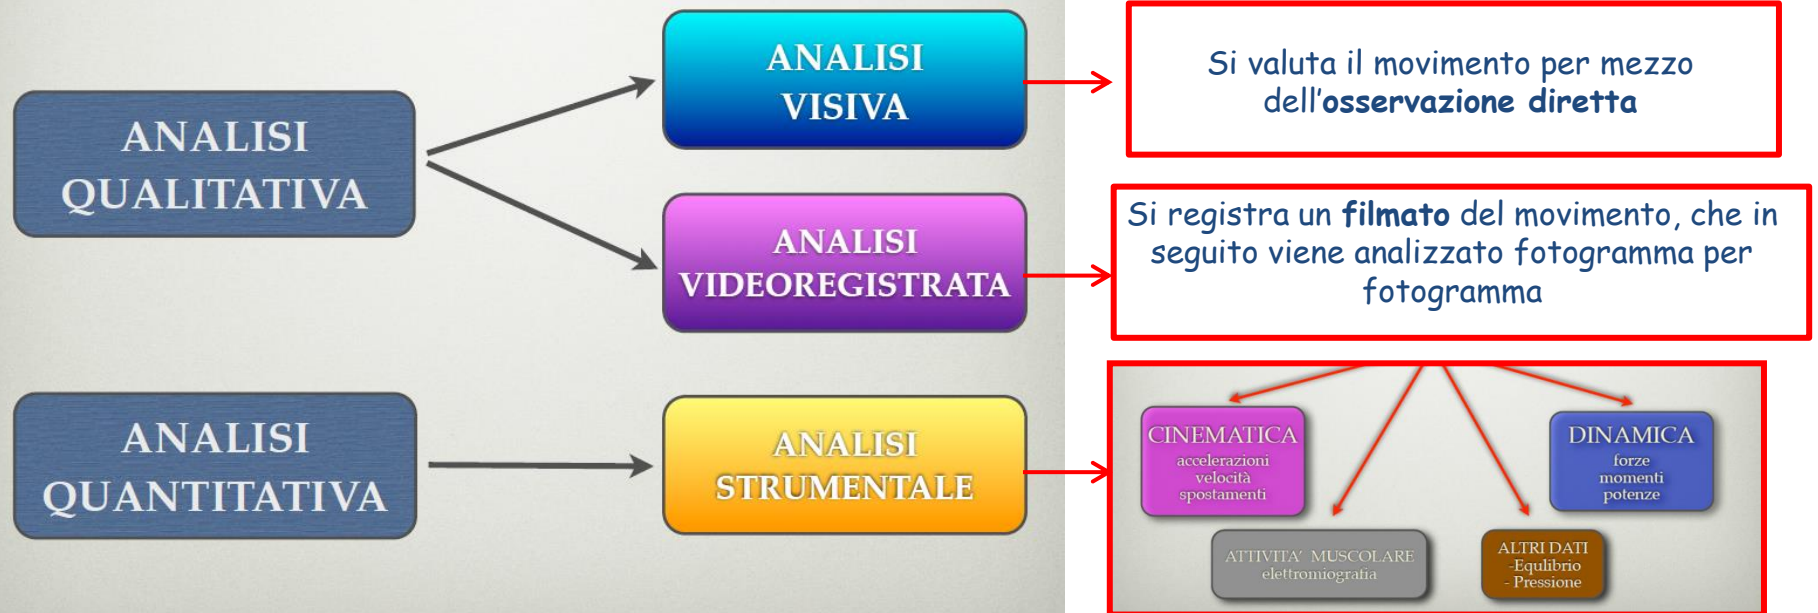 ANALISI
QUALITATIVA
ANALISI
VISIVA
Si valuta il movimento per mezzo
dell'osservazione diretta
ANALISI
VIDEOREGISTRATA
Si registra un filmato del movimento, che in
seguito viene analizzato fotogramma per
fotogramma
ANALISI
QUANTITATIVA
ANALISI
STRUMENTALE
CINEMATICA
accelerazioni
velocità
spostamenti
DINAMICA
forze
momenti
potenze
ATTIVITA' MUSCOLARE
elettromiografia
ALTRI DATI
-Equlibrio
- Pressione